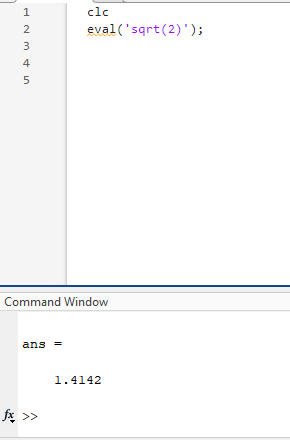 1 clc
2 eval('sqrt(2)');
3
4
5
Command Window
ans =
1.4142
fx >>